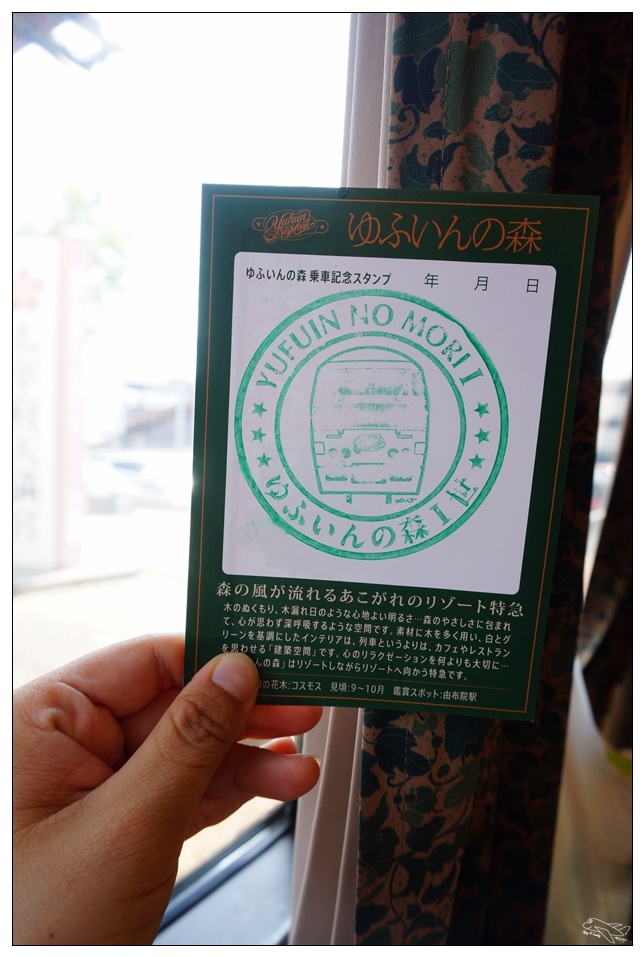 Yufuin
No Mori
ゆふいんの森
ゆふいんの森 乗車記念スタンプ 年 月 日
YUFUIN NO MORI I
ゆふいんの森 I 世
森の風が流れるあこがれのリゾート特急
木のぬくもり、木漏れ日のような心地よい明るさ…森のやさしさに包まれ
て、心が思わず深呼吸するような空間です。素材に木を多く用い、白とグ
リーンを基調にしたインテリアは、列車というよりは、カフェやレストラン
を思わせる「建築空間」です。心のリラクゼーションを何よりも大切に…
んの森」はリゾートしながらリゾートへ向かう特急です。
の花木:コスモス 見頃:9〜10月 鑑賞スポット:由布院駅